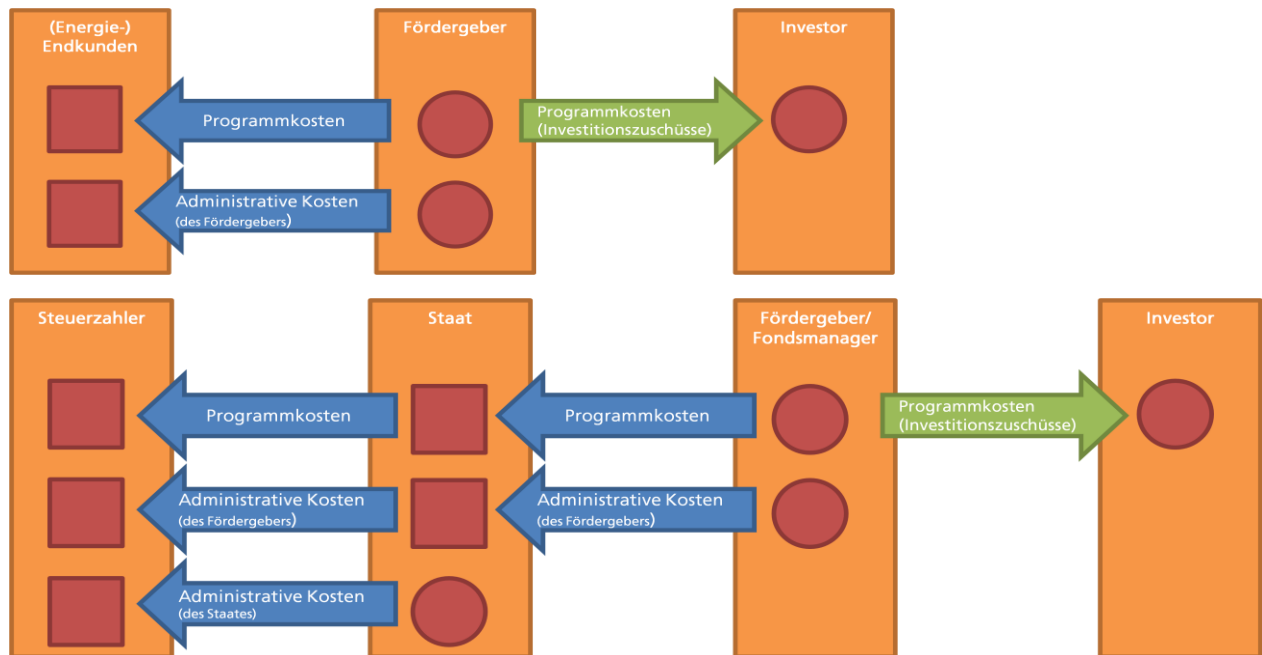 (Energie-)
Endkunden
Fördergeber
Investor
Programmkosten
Programmkosten
(Investitionszuschüsse)
Administrative Kosten
(des Fördergebers)
Steuerzahler
Staat
Fördergeber/
Fondsmanager
Investor
Programmkosten
Programmkosten
Programmkosten
(Investitionszuschüsse)
Administrative Kosten
(des Fördergebers)
Administrative Kosten
(des Fördergebers)
Administrative Kosten
(des Staates)